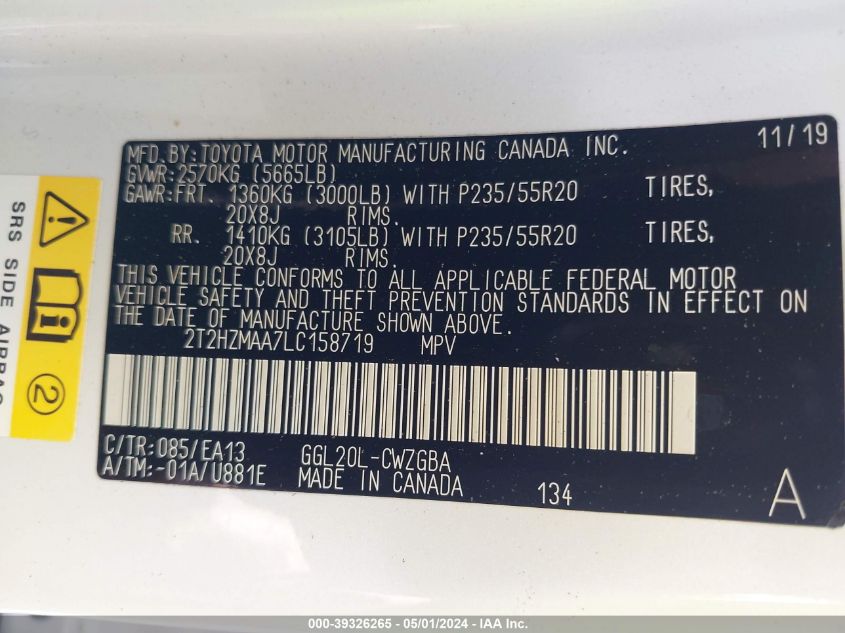 MFD. BY: TOYOTA MOTOR MANUFACTURING CANADA INC. 11/19
GVWR: 2570KG (5665LB)
GAWR: FRT. 1360KG (3000LB) WITH P235/55R20 TIRES,
20X8J RIMS.
RR. 1410KG (3105LB) WITH P235/55R20 TIRES,
20X8J RIMS.
THIS VEHICLE CONFORMS TO ALL APPLICABLE FEDERAL MOTOR
VEHICLE SAFETY AND THEFT PREVENTION STANDARDS IN EFFECT ON
THE DATE OF MANUFACTURE SHOWN ABOVE.
2T2HZMAA7LC158719 MPV
C/TR: 085/EA13 GGL20L-CWZGBA
A/TM: -01A/U881E MADE IN CANADA 134 A
SRS SIDE AIRBAG
2
000-39326265 - 05/01/2024 - IAA Inc.